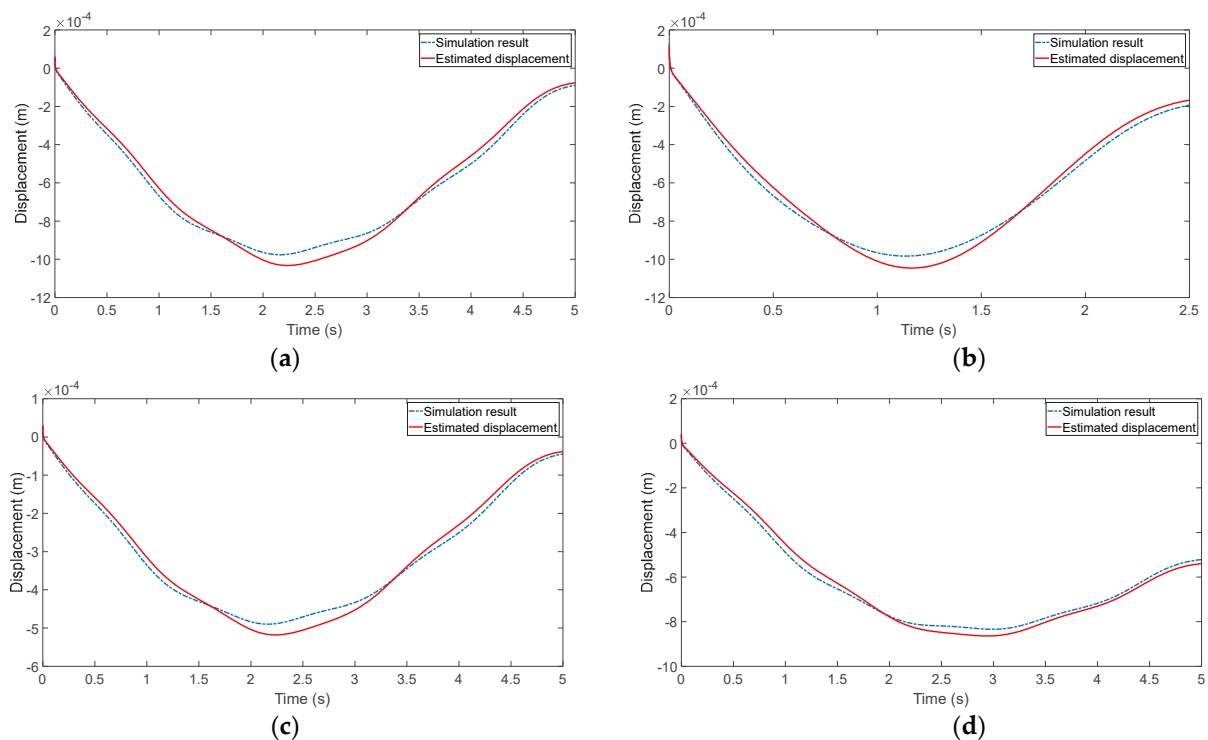 ×10-4
2
0
-2
-4
-6
-8
-10
-12
Displacement (m)
0 0.5 1 1.5 2 2.5 3 3.5 4 4.5 5
Time (s)
Simulation result
Estimated displacement
(a)
×10-4
2
0
-2
-4
-6
-8
-10
-12
Displacement (m)
0 0.5 1 1.5 2 2.5
Time (s)
Simulation result
Estimated displacement
(b)
×10-4
1
0
-1
-2
-3
-4
-5
-6
Displacement (m)
0 0.5 1 1.5 2 2.5 3 3.5 4 4.5 5
Time (s)
Simulation result
Estimated displacement
(c)
×10-4
2
0
-2
-4
-6
-8
-10
Displacement (m)
0 0.5 1 1.5 2 2.5 3 3.5 4 4.5 5
Time (s)
Simulation result
Estimated displacement
(d)